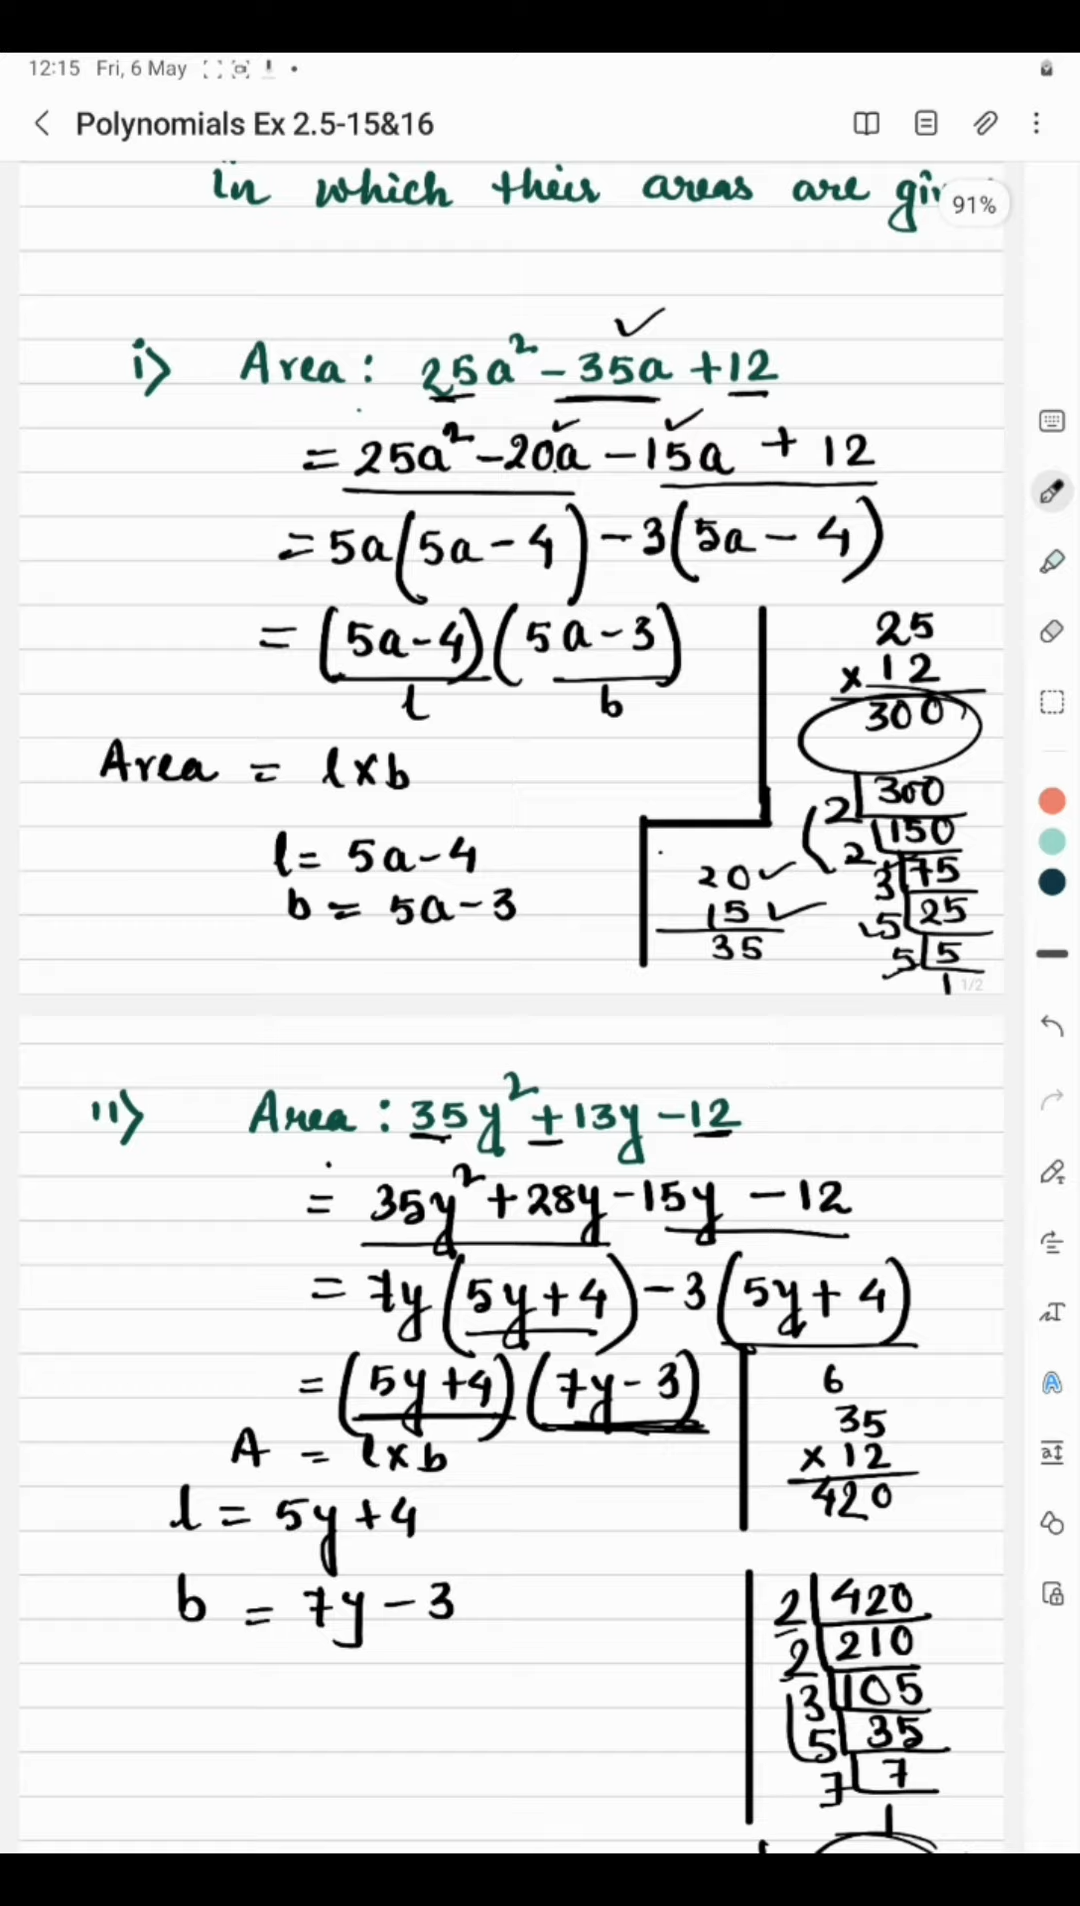 12:15 Fri, 6 May
Polynomials Ex 2.5-15&16
in which their areas are
91%
i> Area : 25a² - 35a + 12
= 25a² - 20a - 15a + 12
= 5a(5a - 4) - 3(5a - 4)
= (5a - 4)(5a - 3)
l b
Area = l x b
l = 5a - 4
b = 5a - 3
25
x 12
300
2 300
2 150
3 75
5 25
5 5
1
20
15
35
1/2
11> Area : 35y² + 13y - 12
= 35y² + 28y - 15y - 12
= 7y(5y + 4) - 3(5y + 4)
= (5y + 4)(7y - 3)
A = l x b
l = 5y + 4
b = 7y - 3
6
35
x 12
420
2 420
2 210
3 105
5 35
7 7
1